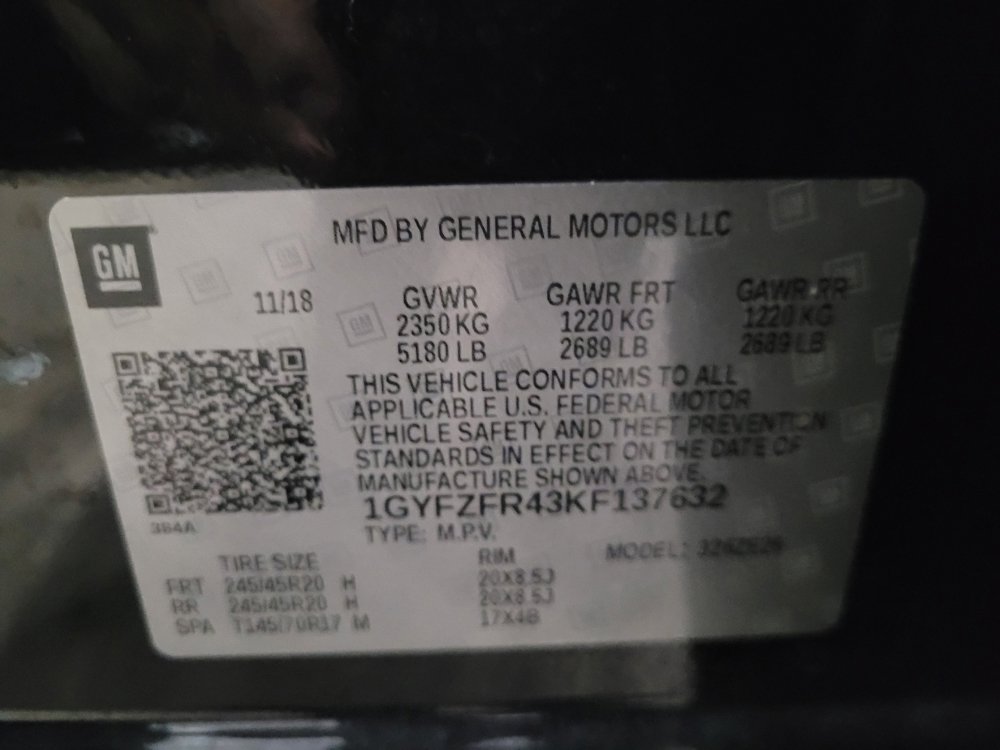 GM
MFD BY GENERAL MOTORS LLC
11/18
GVWR GAWR FRT GAWR RR
2350 KG 1220 KG 1220 KG
5180 LB 2689 LB 2689 LB
THIS VEHICLE CONFORMS TO ALL
APPLICABLE U.S. FEDERAL MOTOR
VEHICLE SAFETY AND THEFT PREVENTION
STANDARDS IN EFFECT ON THE DATE OF
MANUFACTURE SHOWN ABOVE.
1GYFZFR43KF137632
384A
TYPE: M.P.V.
MODEL:
TIRE SIZE RIM
FRT 245/45R20 H 20X8.5J
RR 245/45R20 H 20X8.5J
SPA T145/70R17 M 17X4B